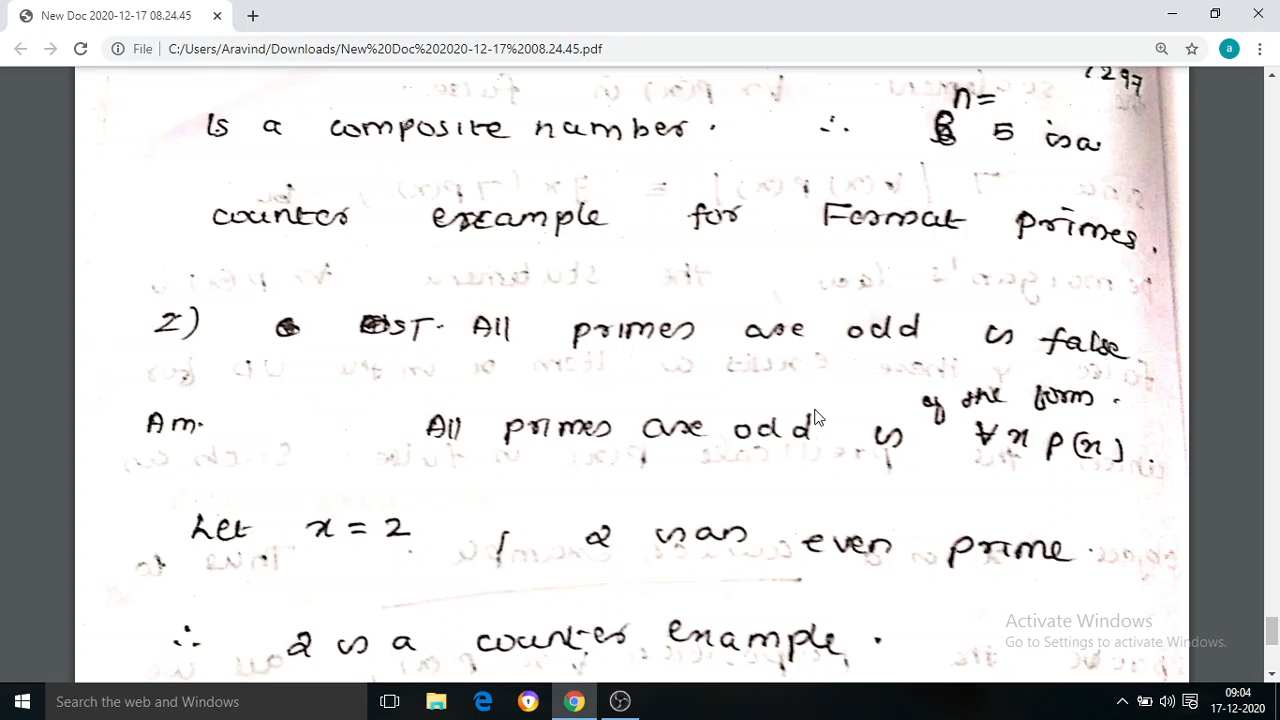 New Doc 2020-12-17 08.24.45
File C:/Users/Aravind/Downloads/New%20Doc%202020-12-17%2008.24.45.pdf
a
1297
n=
is a composite number. ∴ 5 is a
counter example for Fermat primes.
2) ST. All primes are odd is false.
of the form.
All primes are odd is ∀x P(x).
Let x = 2, 2 is an even prime.
∴ 2 is a counter example.
Activate Windows
Go to Settings to activate Windows.
Search the web and Windows
09:04
17-12-2020